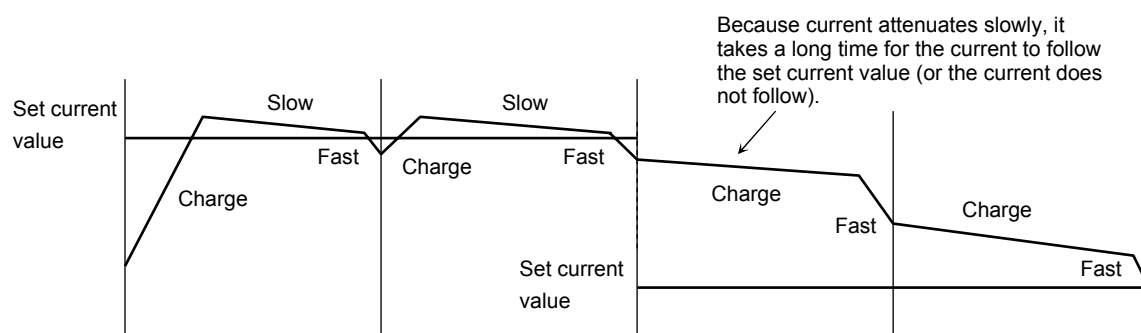 Because current attenuates slowly, it
takes a long time for the current to follow
the set current value (or the current does
not follow).
Set current
value
Slow
Slow
Fast
Charge
Fast
Charge
Charge
Charge
Fast
Set current
value
Fast